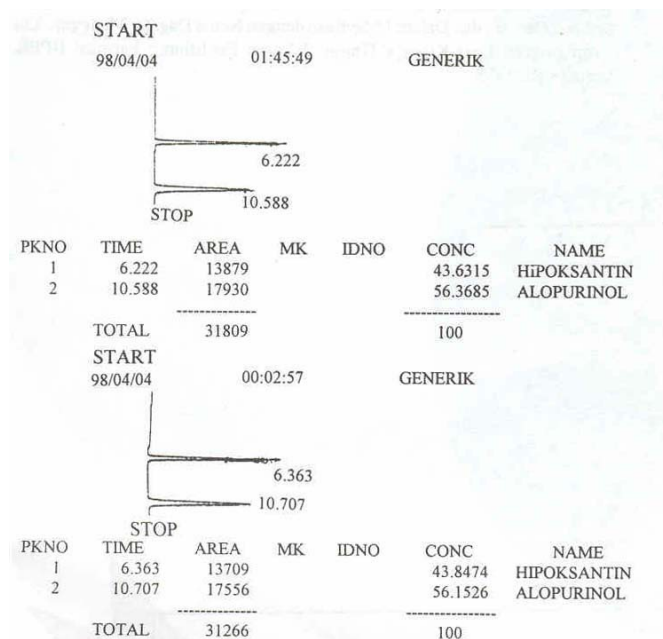 START
98/04/04 01:45:49 GENERIK
6.222
10.588
STOP
PKNO TIME AREA MK IDNO CONC NAME
1 6.222 13879 43.6315 HİPOKSANTIN
2 10.588 17930 56.3685 ALOPURINOL
TOTAL 31809 100
START
98/04/04 00:02:57 GENERIK
6.363
10.707
STOP
PKNO TIME AREA MK IDNO CONC NAME
1 6.363 13709 43.8474 HIPOKSANTIN
2 10.707 17556 56.1526 ALOPURINOL
TOTAL 31266 100